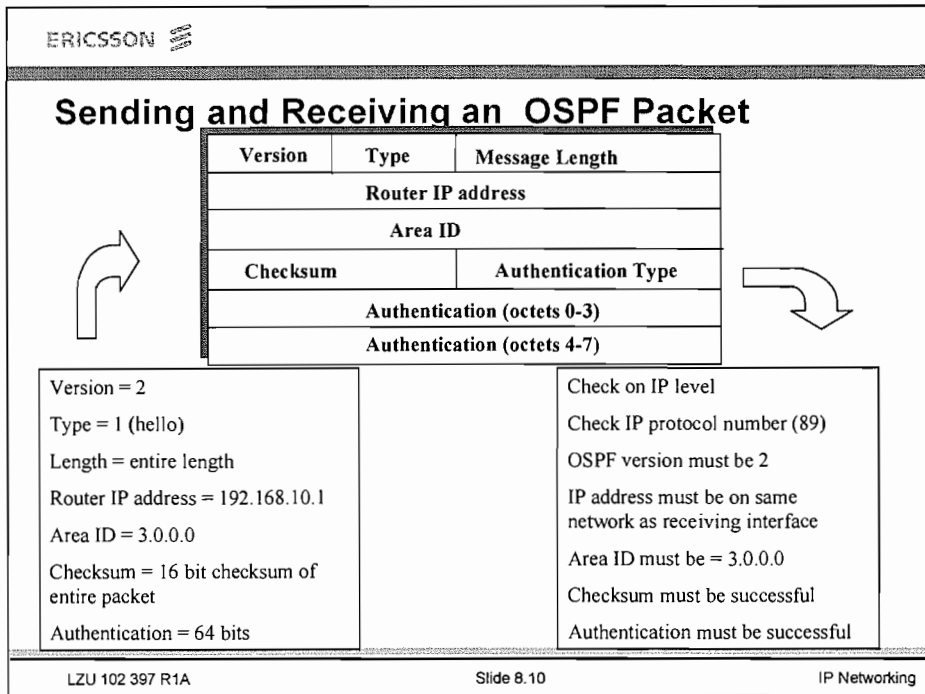 ERICSSON
Sending and Receiving an OSPF Packet
Version Type Message Length
Router IP address
Area ID
Checksum Authentication Type
Authentication (octets 0-3)
Authentication (octets 4-7)
Version = 2
Type = 1 (hello)
Length = entire length
Router IP address = 192.168.10.1
Area ID = 3.0.0.0
Checksum = 16 bit checksum of
entire packet
Authentication = 64 bits
Check on IP level
Check IP protocol number (89)
OSPF version must be 2
IP address must be on same
network as receiving interface
Area ID must be = 3.0.0.0
Checksum must be successful
Authentication must be successful
LZU 102 397 R1A Slide 8.10 IP Networking